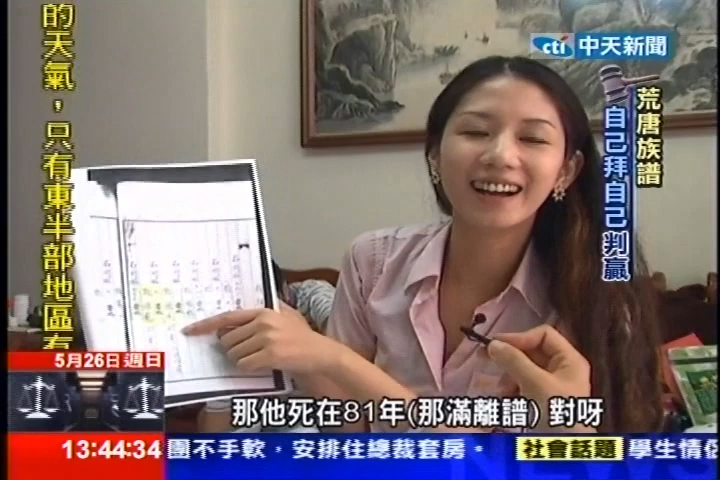 的天氣，只有東半部地區有
cti 中天新聞
荒唐族譜
自己拜自己判贏
那他死在81年(那滿離譜) 對呀
5月26日週日
13:44:34
團不手軟，安排住總裁套房。 社會話題 學生情侶
NEWS